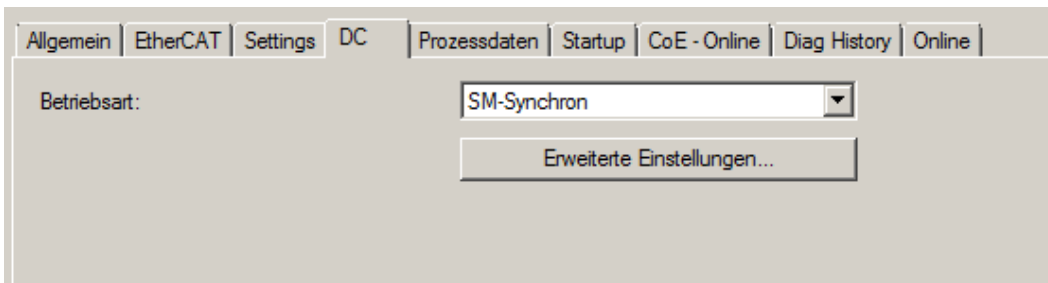 Allgemein EtherCAT Settings DC Prozessdaten Startup CoE - Online Diag History Online
Betriebsart: SM-Synchron
Erweiterte Einstellungen...